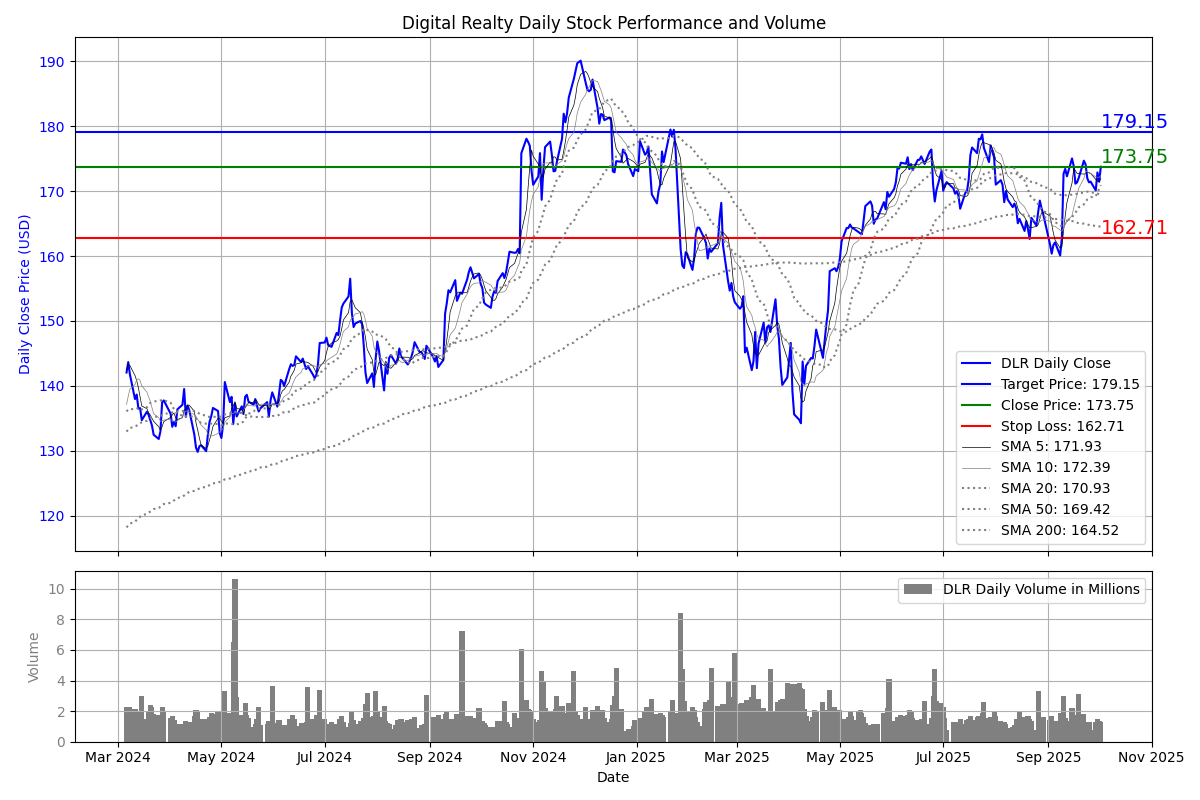 Digital Realty Daily Stock Performance and Volume
Daily Close Price (USD)
190
180
170
160
150
140
130
120
179.15
173.75
162.71
DLR Daily Close
Target Price: 179.15
Close Price: 173.75
Stop Loss: 162.71
SMA 5: 171.93
SMA 10: 172.39
SMA 20: 170.93
SMA 50: 169.42
SMA 200: 164.52
Volume
10
8
6
4
2
0
DLR Daily Volume in Millions
Mar 2024 May 2024 Jul 2024 Sep 2024 Nov 2024 Jan 2025 Mar 2025 May 2025 Jul 2025 Sep 2025 Nov 2025
Date